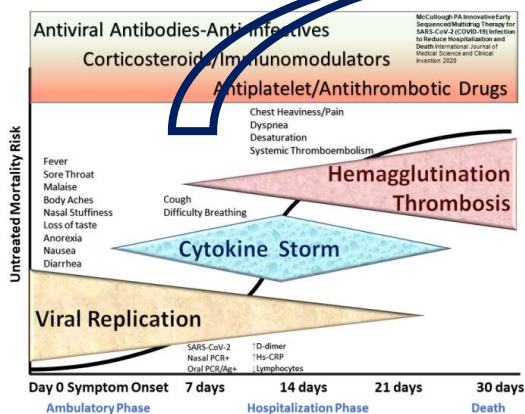 Antiviral Antibodies-Anti-infectives
Corticosteroids/Immunomodulators
Antiplatelet/Antithrombotic Drugs
McCullough PA Innovative Early
Sequenced Multidrug Therapy for
SARS-CoV-2 (COVID-19) Infection
to Reduce Hospitalization and
Death International Journal of
Medical Science and Clinical
Invention 2020
Untreated Mortality Risk
Chest Heaviness/Pain
Dyspnea
Desaturation
Systemic Thromboembolism
Fever
Sore Throat
Malaise
Body Aches
Nasal Stuffiness
Loss of taste
Anorexia
Nausea
Diarrhea
Cough
Difficulty Breathing
Hemagglutination
Thrombosis
Cytokine Storm
Viral Replication
SARS-CoV-2
Nasal PCR+
Oral PCR/Ag+
↑D-dimer
↑Hs-CRP
↓Lymphocytes
Day 0 Symptom Onset 7 days 14 days 21 days 30 days
Ambulatory Phase Hospitalization Phase Death